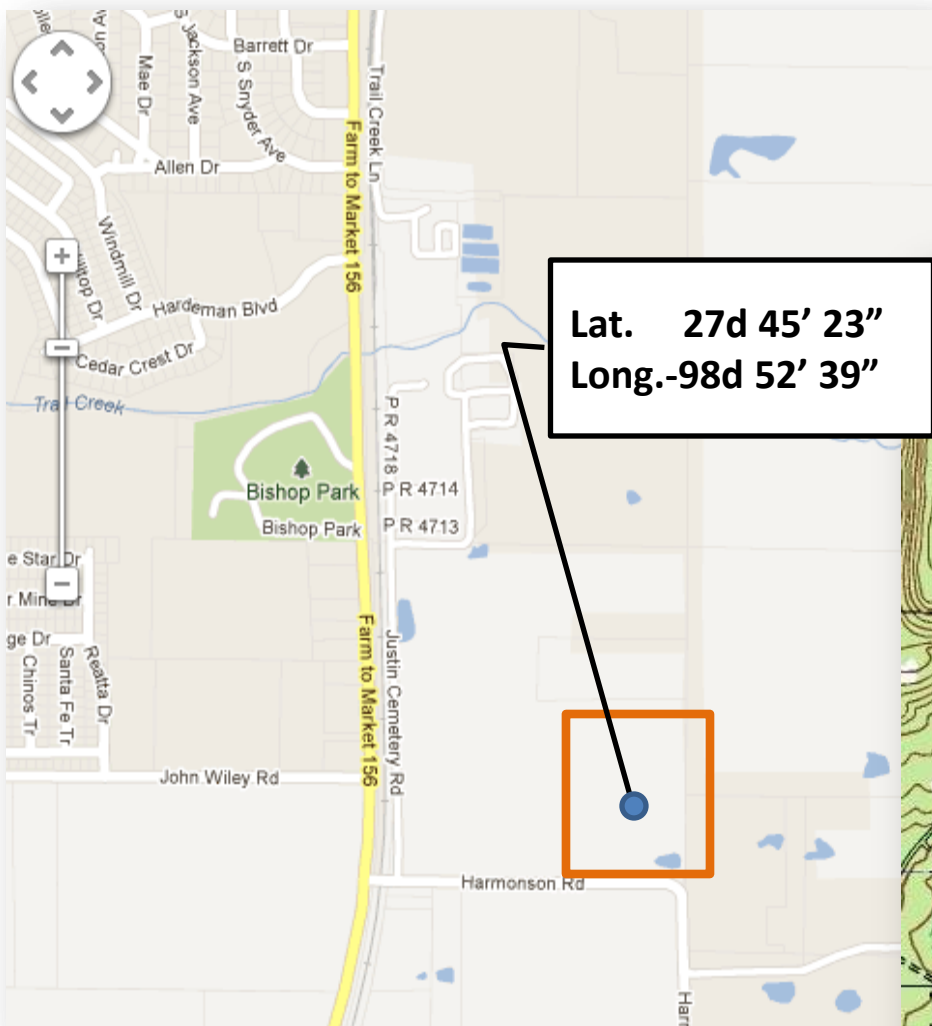 Barrett Dr
Mae Dr
S Jackson Ave
S Snyder Ave
Trail Creek Ln
Farm to Market 156
Allen Dr
Windmill Dr
Hardeman Blvd
Cedar Crest Dr
Trail Creek
Lat. 27d 45’ 23”
Long.-98d 52’ 39”
P R 4718
P R 4714
Bishop Park
Bishop Park
P R 4713
e Star Dr
ge Dr
Chinos Tr
Santa Fe Tr
Reatta Dr
Farm to Market 156
Justin Cemetery Rd
John Wiley Rd
Harmonson Rd